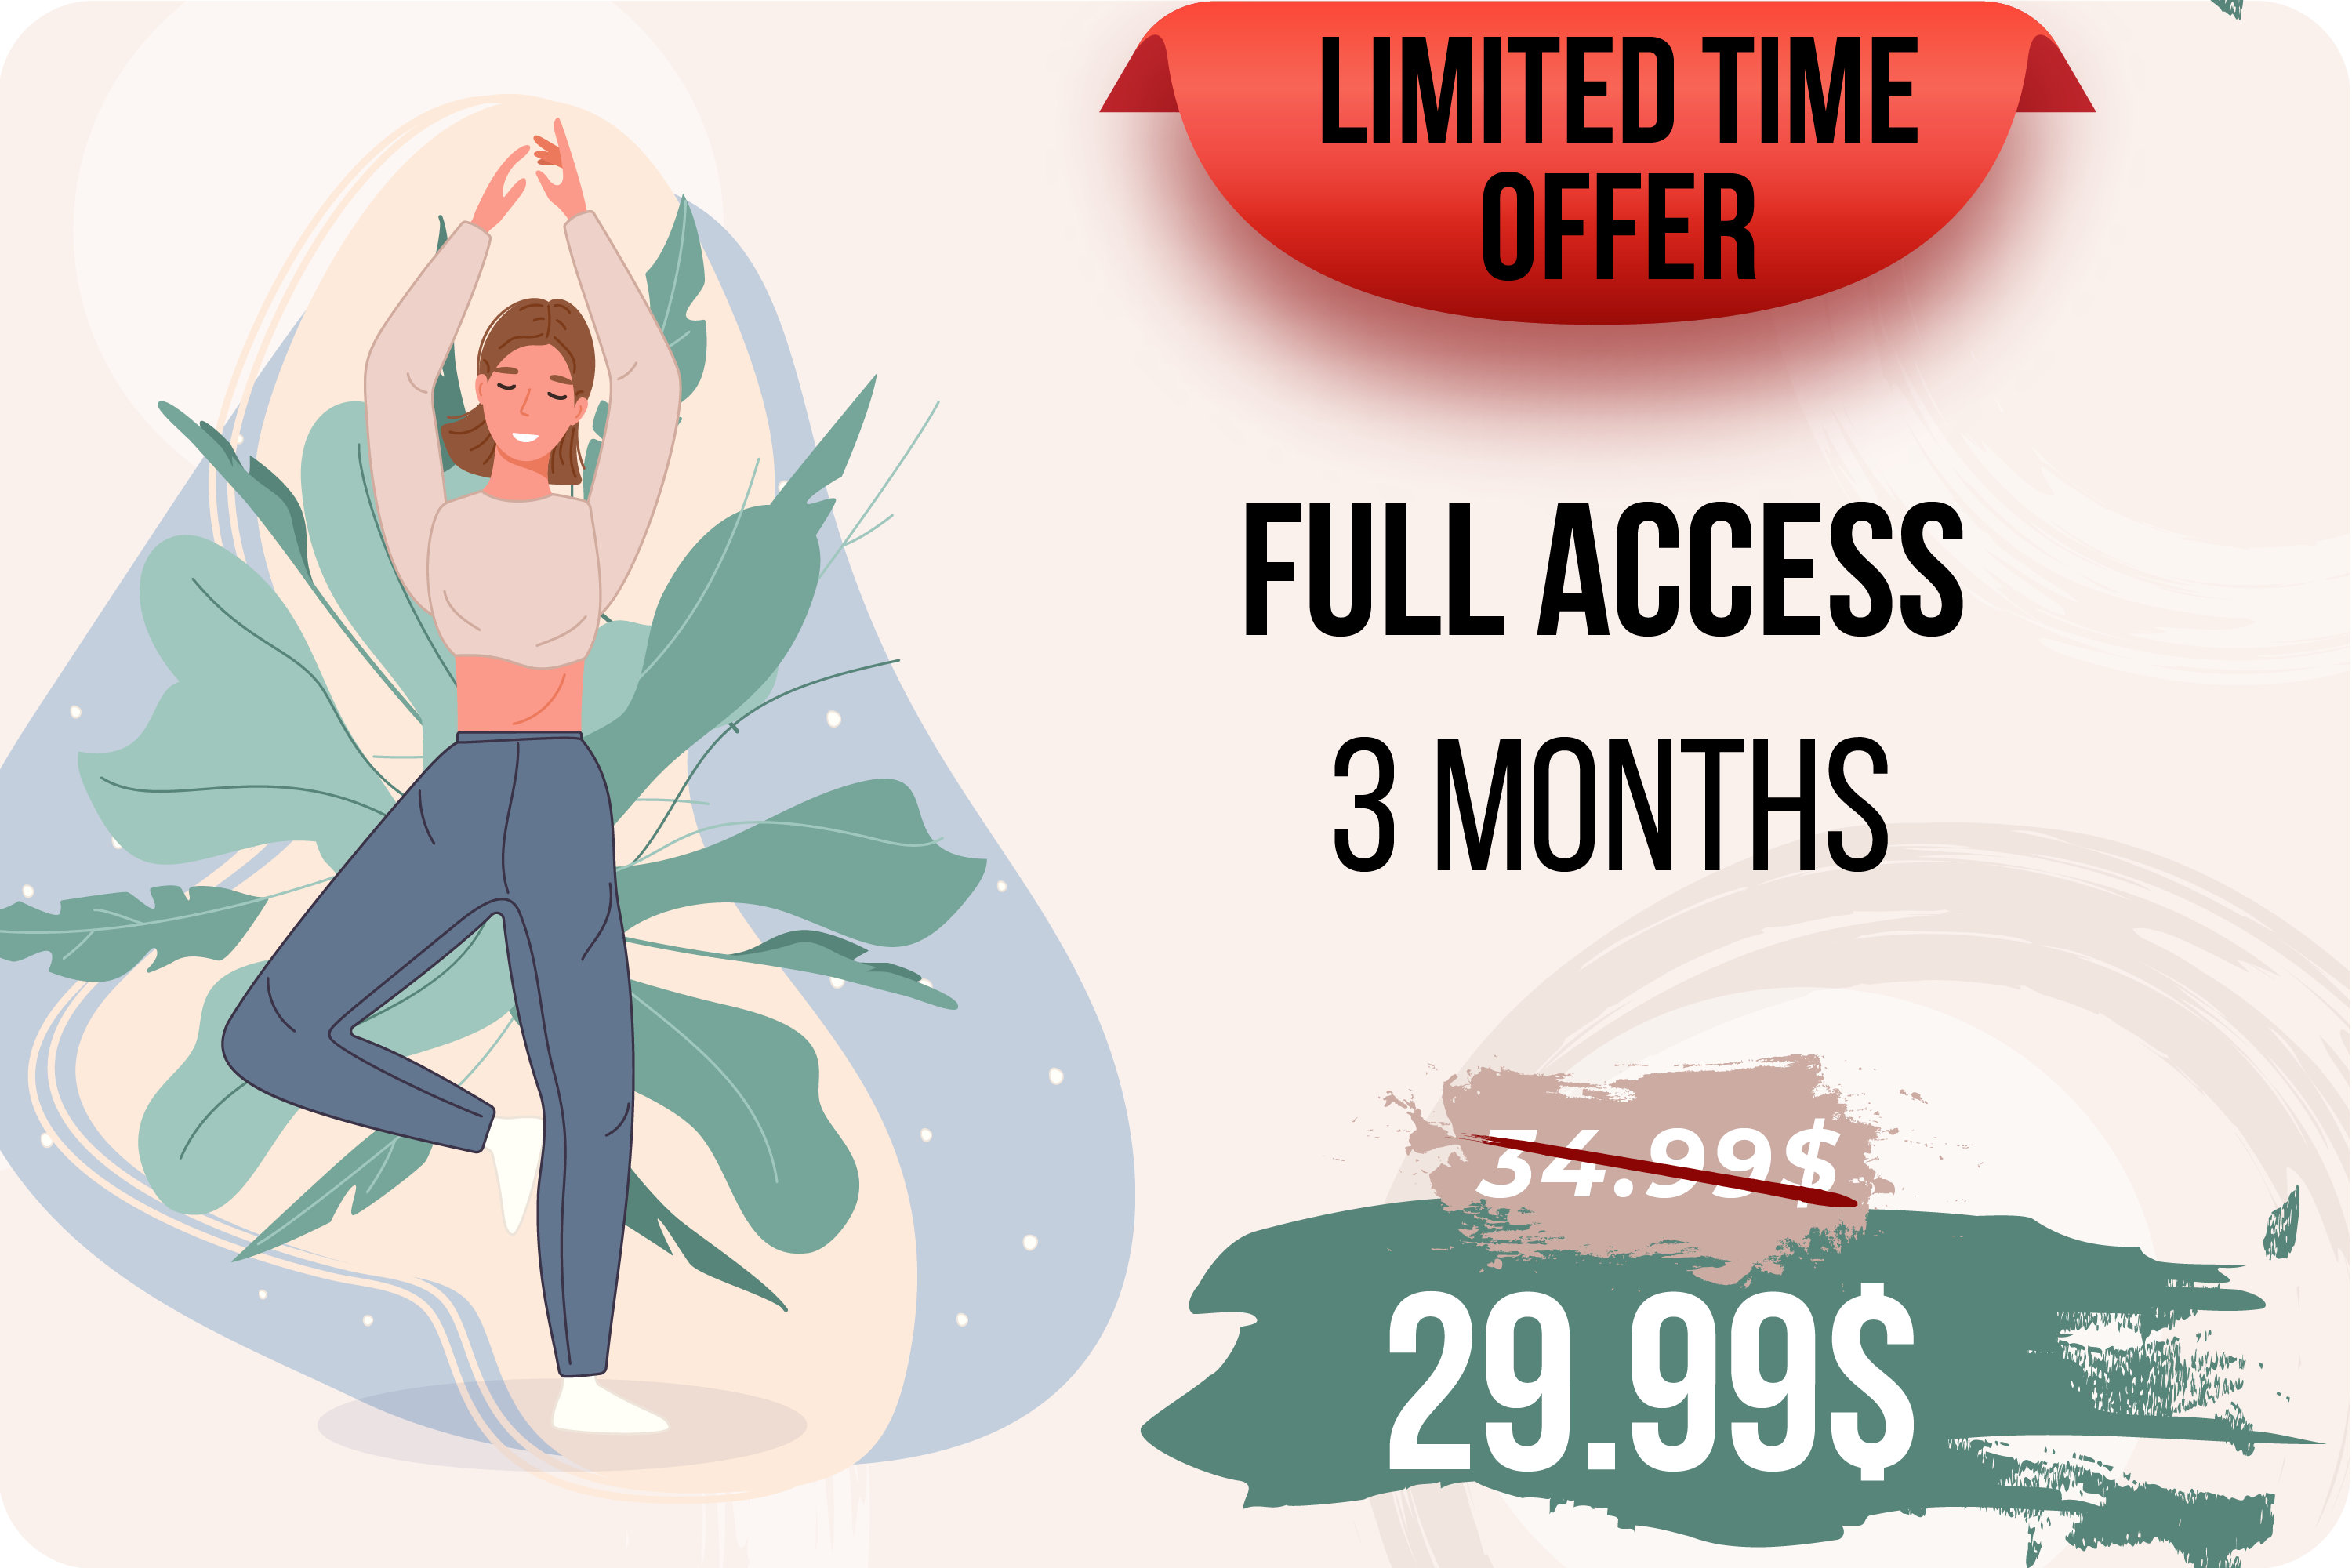 LIMITED TIME
OFFER
FULL ACCESS
3 MONTHS
34.99$
29.99$